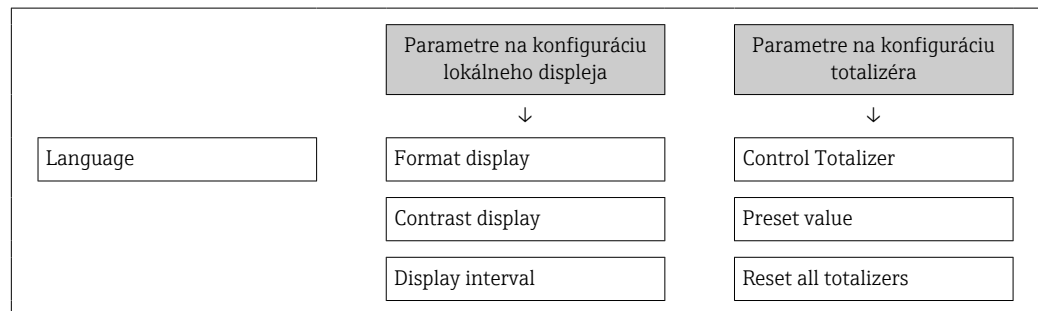 Parametre na konfiguráciu
lokálneho displeja
Parametre na konfiguráciu
totalizéra
↓
↓
Language
Format display
Control Totalizer
Contrast display
Preset value
Display interval
Reset all totalizers